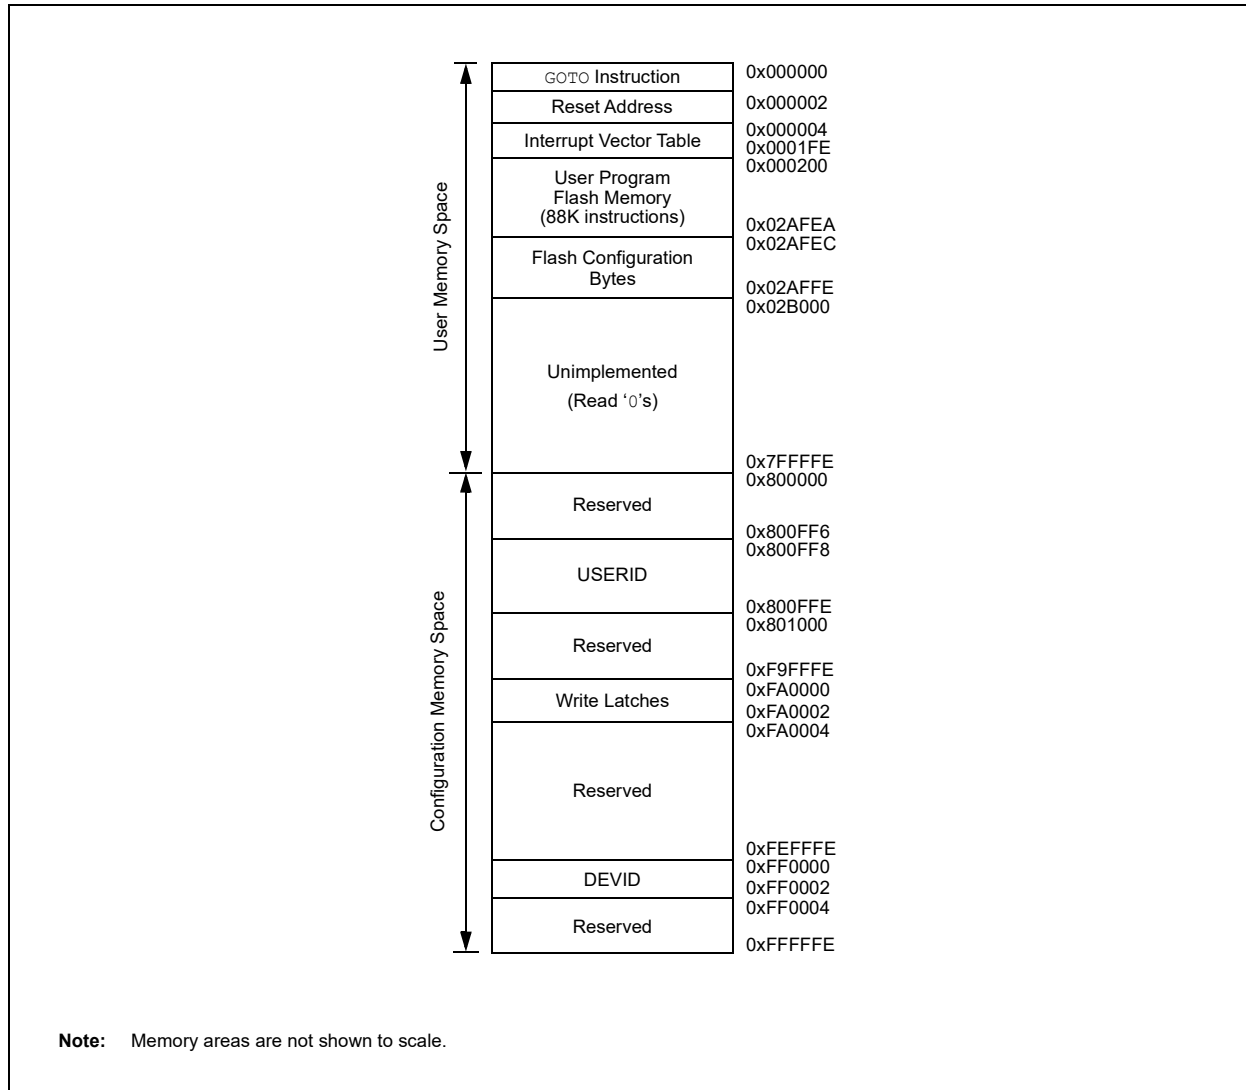 GOTO Instruction
0x000000
Reset Address
0x000002
Interrupt Vector Table
0x000004
0x0001FE
0x000200
User Program
Flash Memory
(88K instructions)
0x02AFEA
0x02AFEC
Flash Configuration
Bytes
0x02AFFE
0x02B000
User Memory Space
Unimplemented
(Read ‘0’s)
0x7FFFFE
0x800000
Reserved
0x800FF6
0x800FF8
USERID
0x800FFE
0x801000
Reserved
0xF9FFFE
0xFA0000
Write Latches
0xFA0002
0xFA0004
Configuration Memory Space
Reserved
0xFEFFFE
0xFF0000
DEVID
0xFF0002
0xFF0004
Reserved
0xFFFFFE
Note: Memory areas are not shown to scale.